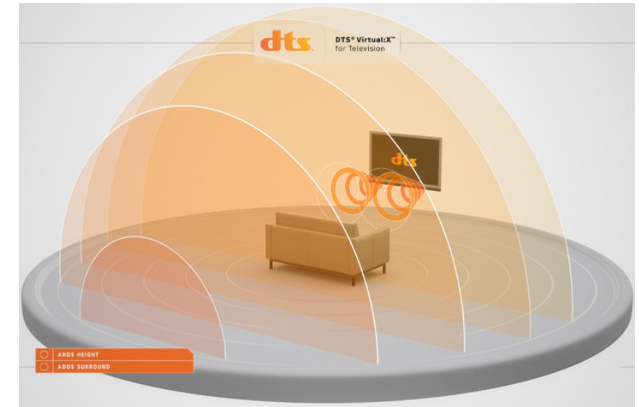 dts
DTS® Virtual:X™
for Television
dts
ADDS HEIGHT
ADDS SURROUND